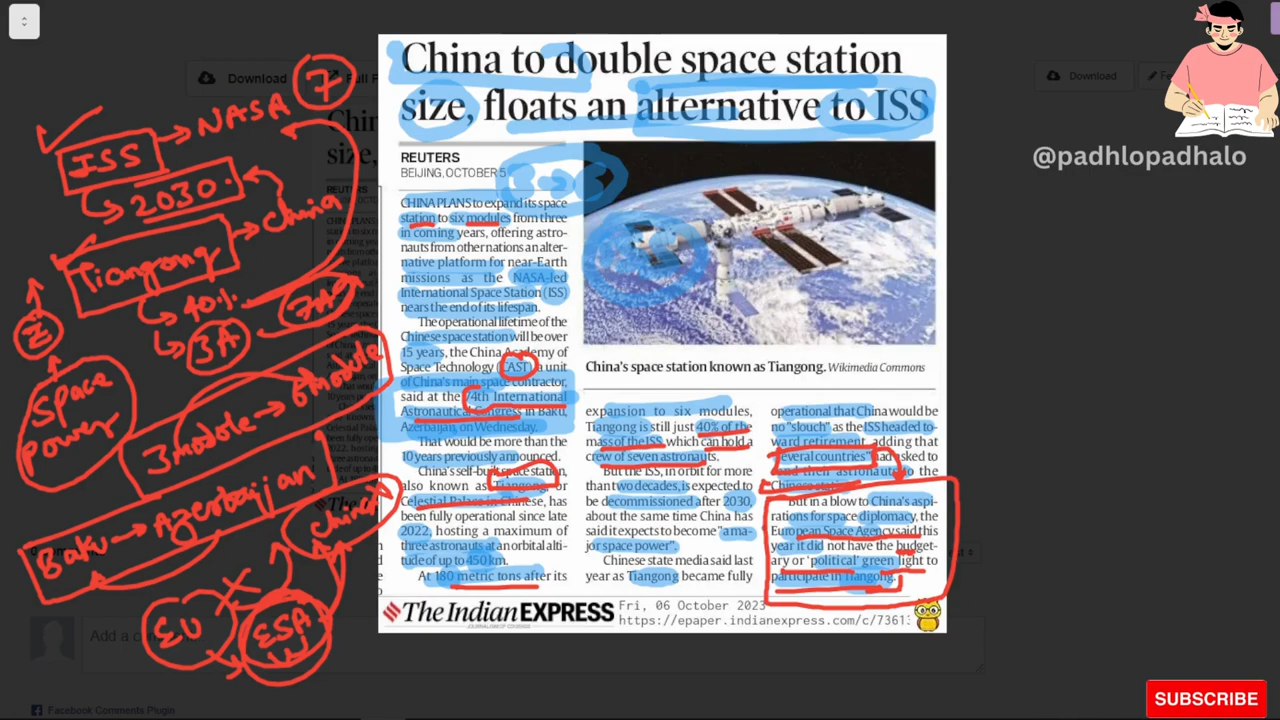 Download
Full P
Download
China to double space station
size, floats an alternative to ISS
REUTERS
BEIJING, OCTOBER 5
CHINA PLANS to expand its space
station to six modules from three
in coming years, offering astro-
nauts from other nations an alter-
native platform for near-Earth
missions as the NASA-led
International Space Station (ISS)
nears the end of its lifespan.
The operational lifetime of the
Chinese space station will be over
15 years, the China Academy of
Space Technology (CAST), a unit
of China's main space contractor,
said at the 74th International
Astronautical Congress in Baku,
Azerbaijan, on Wednesday.
That would be more than the
10 years previously announced.
China's self-built space station,
also known as Tiangong, or
Celestial Palace in Chinese, has
been fully operational since late
2022, hosting a maximum of
three astronauts at an orbital alti-
tude of up to 450 km.
At 180 metric tons after its
China's space station known as Tiangong. Wikimedia Commons
expansion to six modules,
Tiangong is still just 40% of the
mass of the ISS, which can hold a
crew of seven astronauts.
But the ISS, in orbit for more
than two decades, is expected to
be decommissioned after 2030,
about the same time China has
said it expects to become "ama-
jor space power".
Chinese state media said last
year as Tiangong became fully
operational that China would be
no "slouch" as the ISS headed to-
ward retirement, adding that
"several countries" had asked to
send their astronauts to the
Chinese station.
But in a blow to China's aspi-
rations for space diplomacy, the
European Space Agency said this
year it did not have the budget-
ary or 'political' green light to
participate in Tiangong.
The Indian EXPRESS
JOURNALISM OF COURAGE
Fri, 06 October 2023
https://epaper.indianexpress.com/c/7361
ISS → NASA 7
2030
Tiangong → China
40%
3A
7A
Space
power
3 module → 6 module
Baku → Azerbaijan
China
EU
ESA
@padhlopadhalo
Add a com
Facebook Comments Plugin
SUBSCRIBE